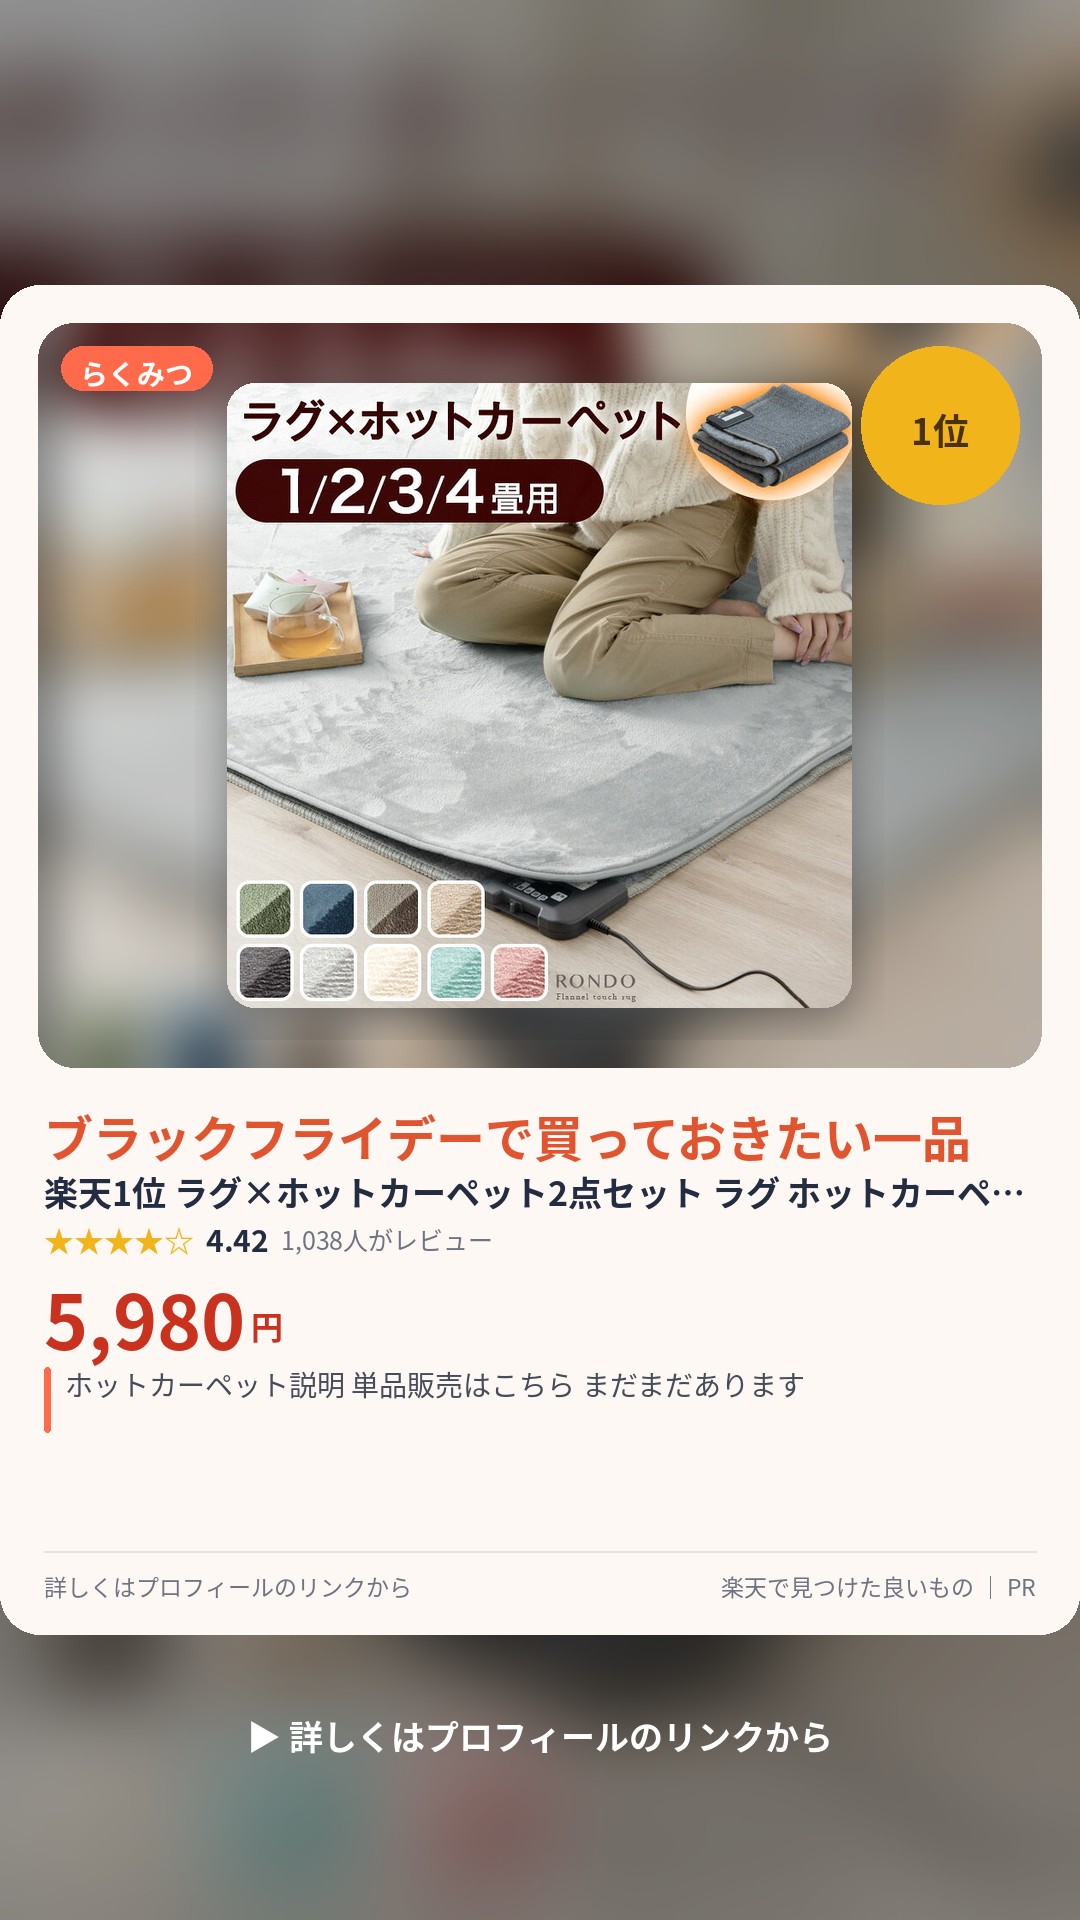 らくみつ
1位
ラグ×ホットカーペット
1/2/3/4畳用
RONDO
Flannel touch rug
ブラックフライデーで買っておきたい一品
楽天1位 ラグ×ホットカーペット2点セット ラグ ホットカーペ…
★★★★☆ 4.42 1,038人がレビュー
5,980円
ホットカーペット説明 単品販売はこちら まだまだあります
詳しくはプロフィールのリンクから
楽天で見つけた良いもの ｜ PR
▶ 詳しくはプロフィールのリンクから